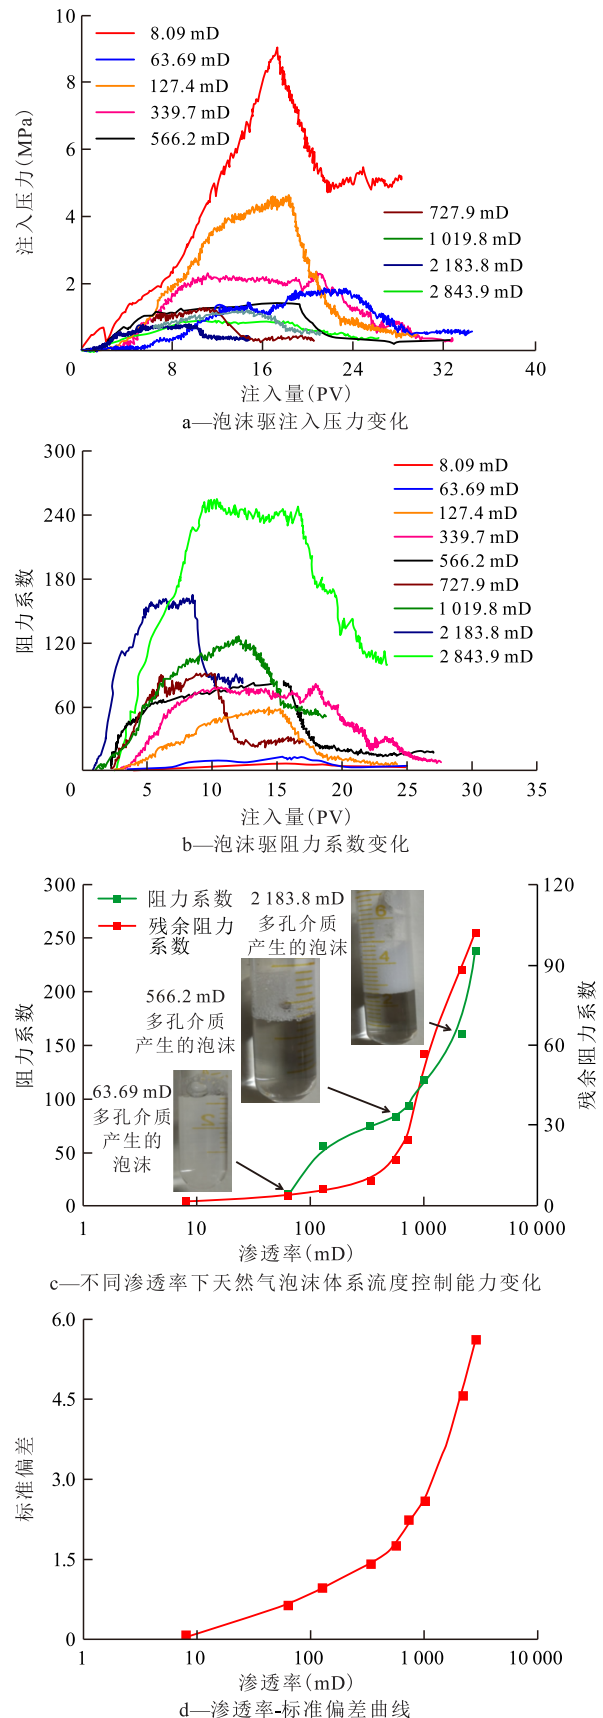 10
8
6
4
2
0
8
16
24
32
40
注入压力(MPa)
8.09 mD
63.69 mD
127.4 mD
339.7 mD
566.2 mD
727.9 mD
1 019.8 mD
2 183.8 mD
2 843.9 mD
注入量(PV)
a—泡沫驱注入压力变化
300
240
180
120
60
0
5
10
15
20
25
30
35
阻力系数
8.09 mD
63.69 mD
127.4 mD
339.7 mD
566.2 mD
727.9 mD
1 019.8 mD
2 183.8 mD
2 843.9 mD
注入量(PV)
b—泡沫驱阻力系数变化
300
250
200
150
100
50
0
阻力系数
阻力系数
残余阻力
系数
2 183.8 mD
多孔介质
产生的泡沫
566.2 mD
多孔介质
产生的泡沫
63.69 mD
多孔介质
产生的
泡沫
120
90
60
30
0
残余阻力系数
1
10
100
1 000
10 000
渗透率(mD)
c—不同渗透率下天然气泡沫体系流度控制能力变化
6.0
4.5
3.0
1.5
0
标准偏差
1
10
100
1 000
10 000
渗透率(mD)
d—渗透率-标准偏差曲线